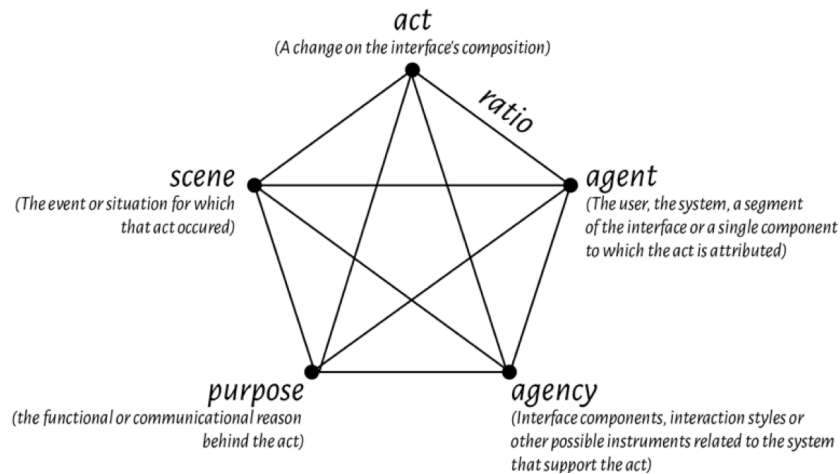 act
(A change on the interface's composition)
ratio
scene
(The event or situation for which
that act occured)
agent
(The user, the system, a segment
of the interface or a single component
to which the act is attributed)
purpose
(the functional or communicational reason
behind the act)
agency
(Interface components, interaction styles or
other possible instruments related to the system
that support the act)